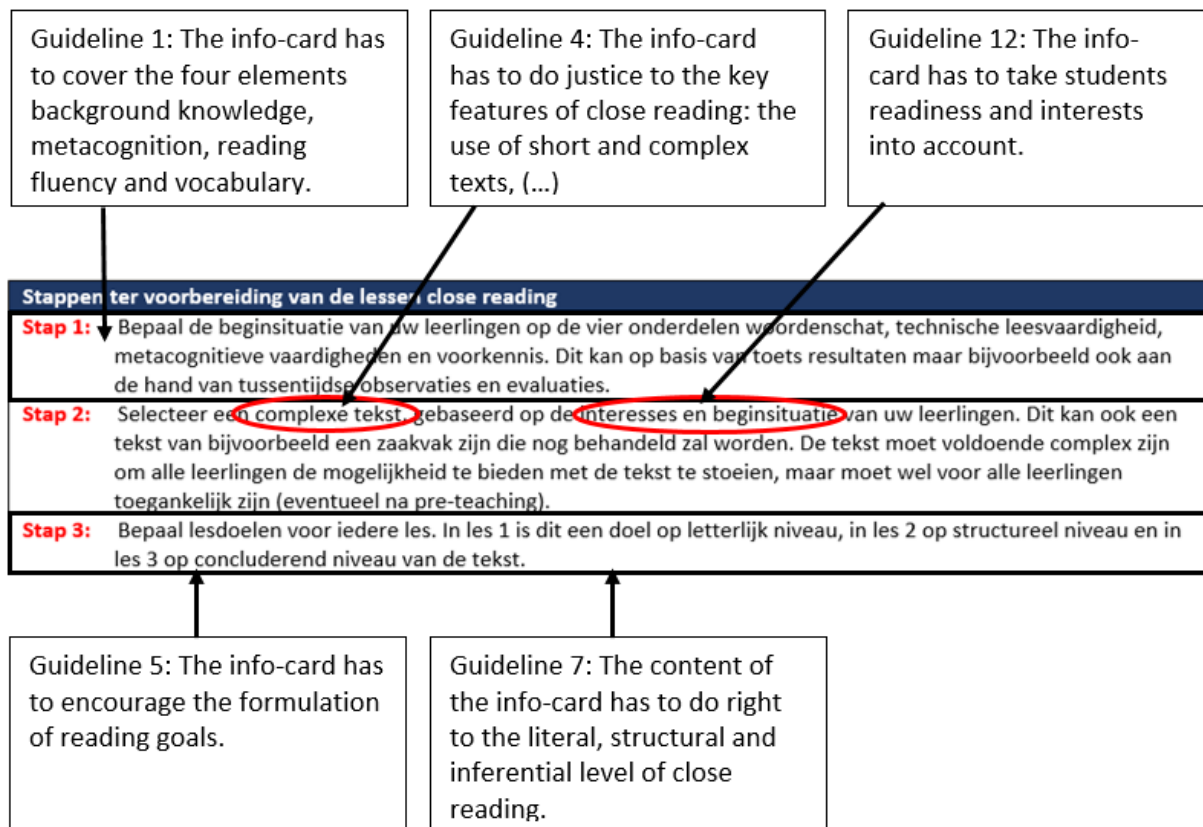 Guideline 1: The info-card has
to cover the four elements
background knowledge,
metacognition, reading
fluency and vocabulary.
Guideline 4: The info-card
has to do justice to the key
features of close reading: the
use of short and complex
texts, (…)
Guideline 12: The info-
card has to take students
readiness and interests
into account.
Stappen ter voorbereiding van de lessen close reading
Stap 1: Bepaal de beginsituatie van uw leerlingen op de vier onderdelen woordenschat, technische leesvaardigheid,
metacognitieve vaardigheden en voorkennis. Dit kan op basis van toets resultaten maar bijvoorbeeld ook aan
de hand van tussentijdse observaties en evaluaties.
Stap 2: Selecteer een complexe tekst, gebaseerd op de interesses en beginsituatie van uw leerlingen. Dit kan ook een
tekst van bijvoorbeeld een zaakvak zijn die nog behandeld zal worden. De tekst moet voldoende complex zijn
om alle leerlingen de mogelijkheid te bieden met de tekst te stoeien, maar moet wel voor alle leerlingen
toegankelijk zijn (eventueel na pre-teaching).
Stap 3: Bepaal lesdoelen voor iedere les. In les 1 is dit een doel op letterlijk niveau, in les 2 op structureel niveau en in
les 3 op concluderend niveau van de tekst.
Guideline 5: The info-card has
to encourage the formulation
of reading goals.
Guideline 7: The content of
the info-card has to do right
to the literal, structural and
inferential level of close
reading.